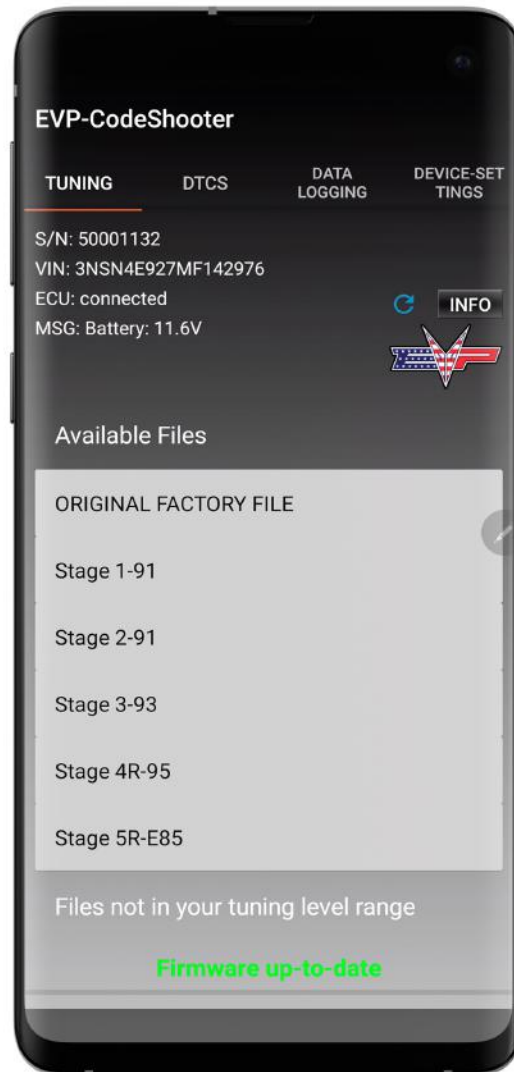 EVP-CodeShooter
TUNING
DTCS
DATA
LOGGING
DEVICE-SET
TINGS
S/N: 50001132
VIN: 3NSN4E927MF142976
ECU: connected
MSG: Battery: 11.6V
INFO
Available Files
ORIGINAL FACTORY FILE
Stage 1-91
Stage 2-91
Stage 3-93
Stage 4R-95
Stage 5R-E85
Files not in your tuning level range
Firmware up-to-date